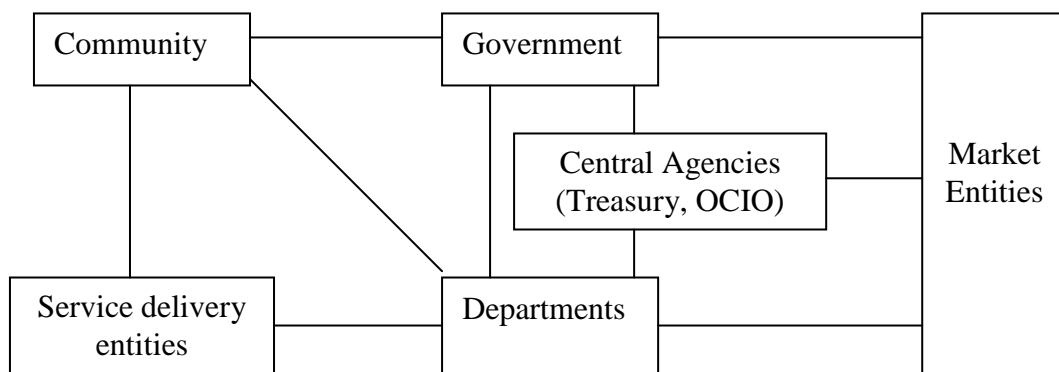 Community
Government
Central Agencies
(Treasury, OCIO)
Market
Entities
Service delivery
entities
Departments